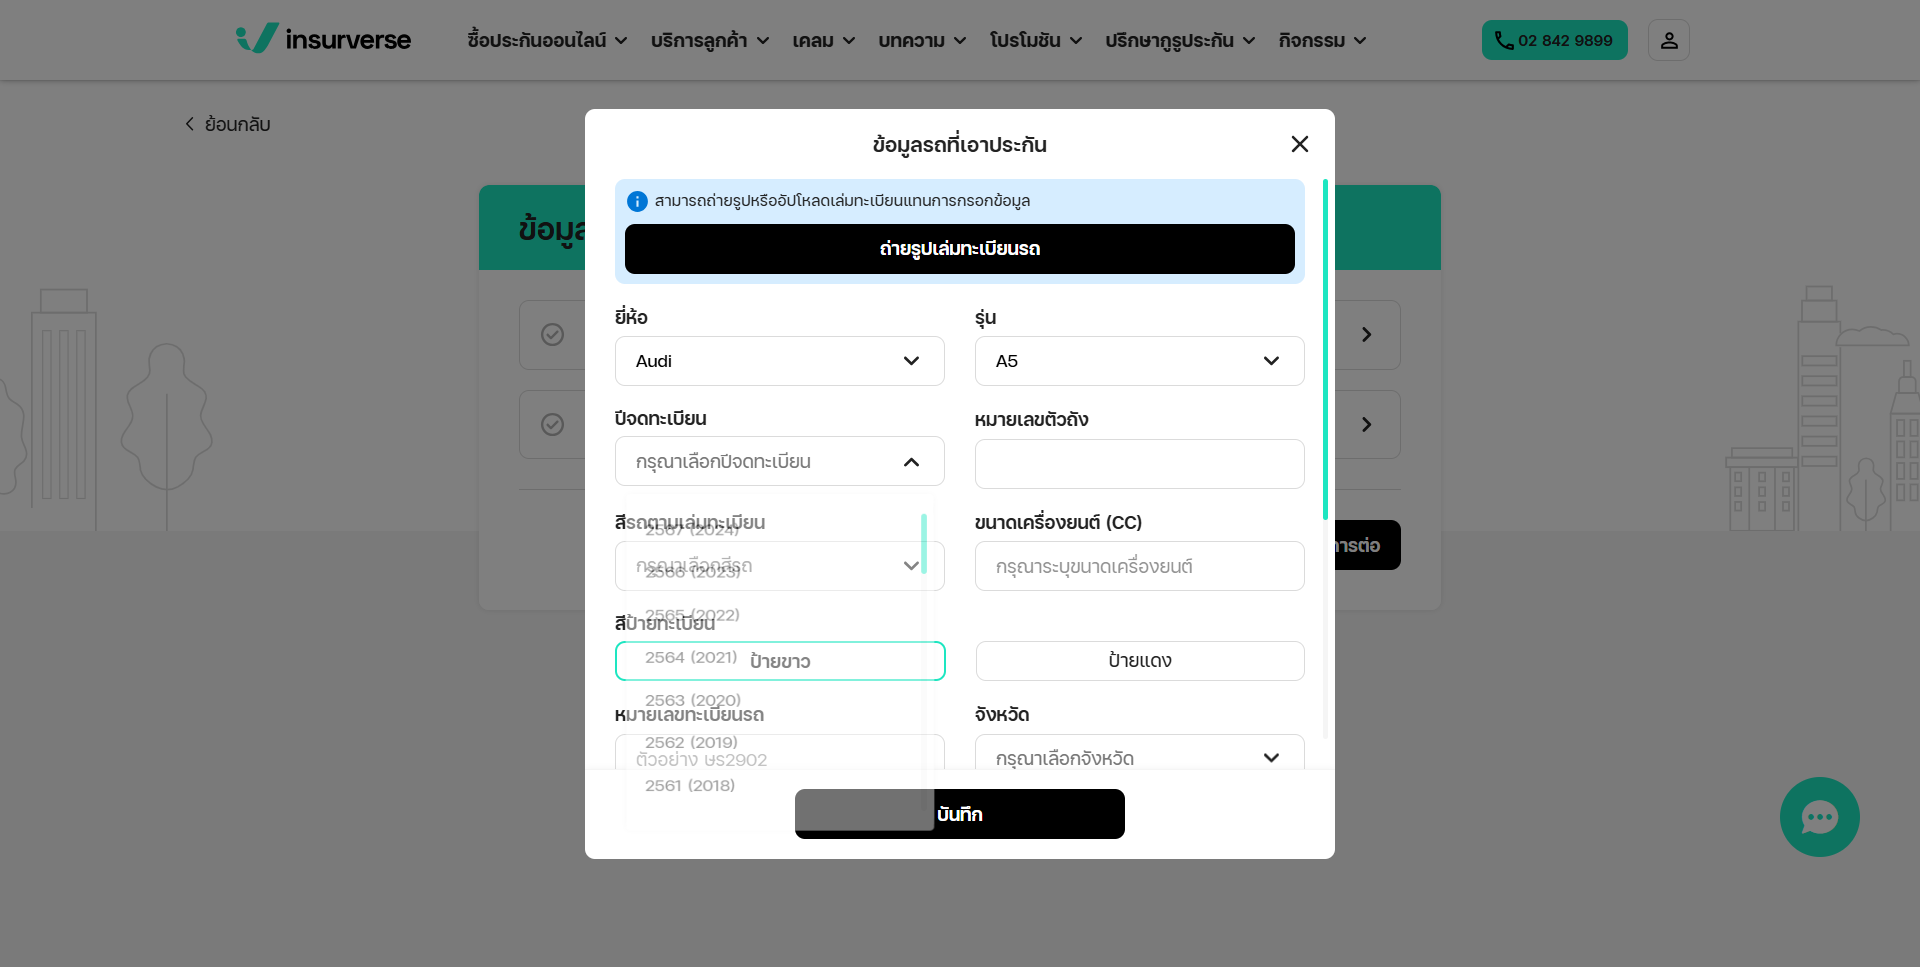 insurverse
ซื้อประกันออนไลน์ บริการลูกค้า เคลม บทความ โปรโมชัน ปรึกษากูรูประกัน กิจกรรม
02 842 9899
ย้อนกลับ
ข้อมูลรถที่เอาประกัน
สามารถถ่ายรูปหรืออัปโหลดเล่มทะเบียนแทนการกรอกข้อมูล
ถ่ายรูปเล่มทะเบียนรถ
ยี่ห้อ รุ่น
Audi A5
ปีจดทะเบียน หมายเลขตัวถัง
กรุณาเลือกปีจดทะเบียน
สีรถตามเล่มทะเบียน ขนาดเครื่องยนต์ (CC)
2567 (2024)
กรุณาเลือกสีรถ กรุณาระบุขนาดเครื่องยนต์
2566 (2023)
2565 (2022)
สีป้ายทะเบียน
2564 (2021)
ป้ายขาว ป้ายแดง
2563 (2020)
หมายเลขทะเบียนรถ จังหวัด
2562 (2019)
ตัวอย่าง ษร2902 กรุณาเลือกจังหวัด
2561 (2018)
บันทึก